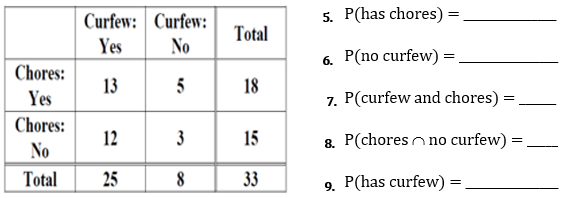 Curfew: Yes Curfew: No Total
Chores: Yes 13 5 18
Chores: No 12 3 15
Total 25 8 33
5. P(has chores) = ____________
6. P(no curfew) = _____________
7. P(curfew and chores) = _____
8. P(chores ∩ no curfew) = ____
9. P(has curfew) = ____________